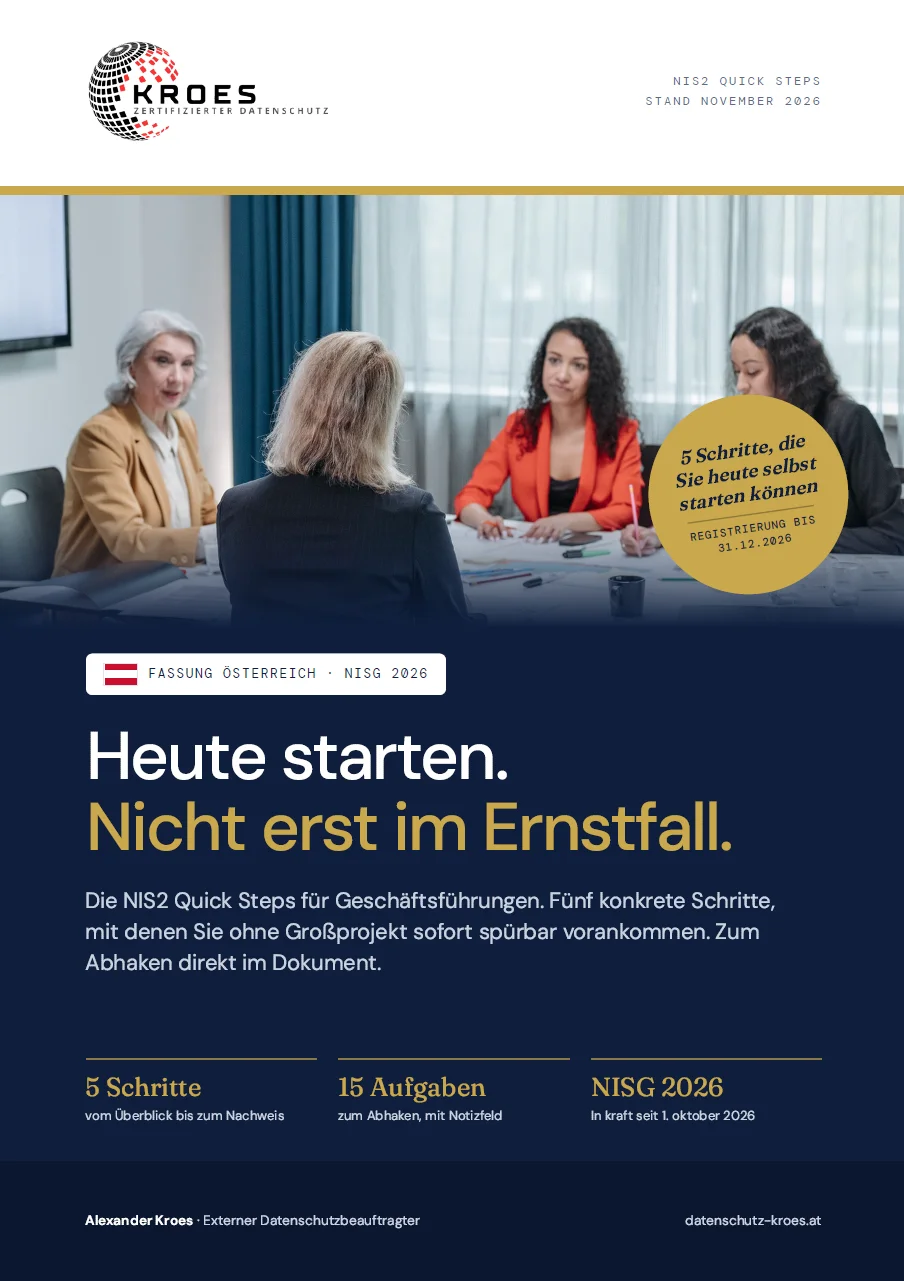 KROES
ZERTIFIZIERTER DATENSCHUTZ
NIS2 QUICK STEPS
STAND NOVEMBER 2026
5 Schritte, die
Sie heute selbst
starten können
REGISTRIERUNG BIS
31.12.2026
FASSUNG ÖSTERREICH · NISG 2026
Heute starten.
Nicht erst im Ernstfall.
Die NIS2 Quick Steps für Geschäftsführungen. Fünf konkrete Schritte,
mit denen Sie ohne Großprojekt sofort spürbar vorankommen. Zum
Abhaken direkt im Dokument.
5 Schritte
vom Überblick bis zum Nachweis
15 Aufgaben
zum Abhaken, mit Notizfeld
NISG 2026
In kraft seit 1. oktober 2026
Alexander Kroes · Externer Datenschutzbeauftragter
datenschutz-kroes.at